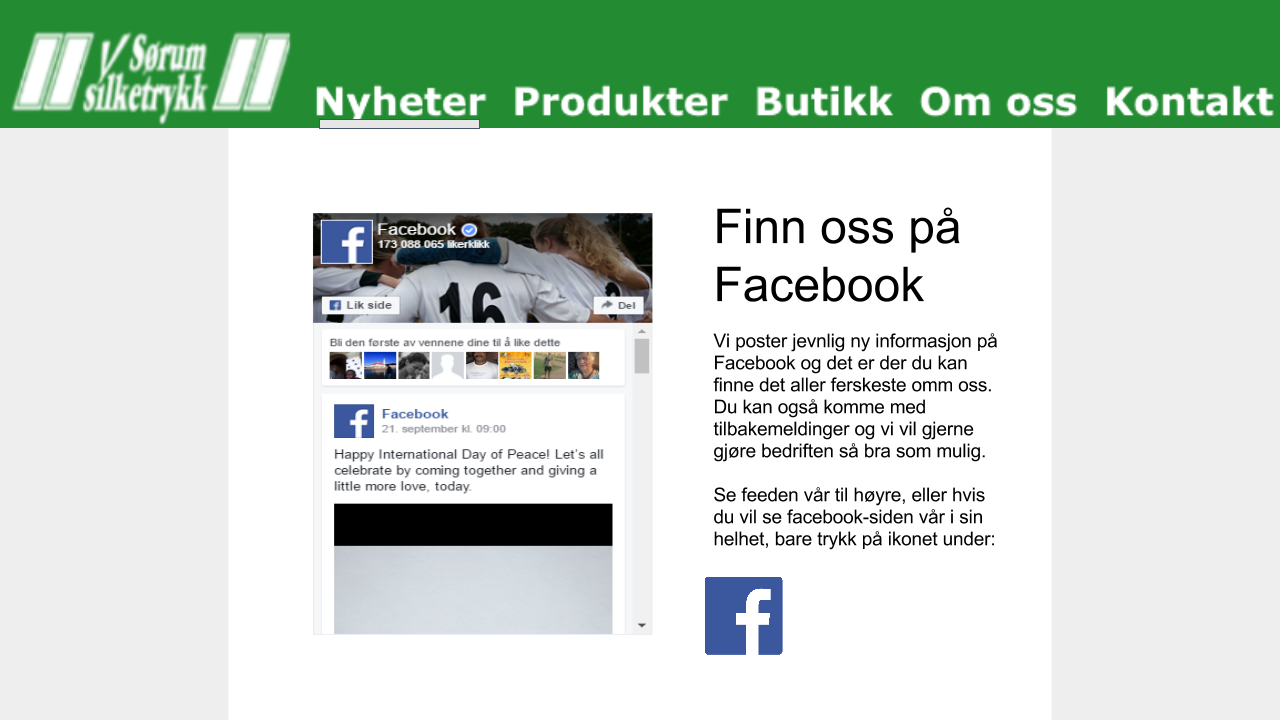 V Sørum
silketrykk
Nyheter Produkter Butikk Om oss Kontakt
Facebook
173 088 065 likerklikk
Lik side
Del
Bli den første av vennene dine til å like dette
Facebook
21. september kl. 09:00
Happy International Day of Peace! Let's all
celebrate by coming together and giving a
little more love, today.
16
Finn oss på
Facebook
Vi poster jevnlig ny informasjon på
Facebook og det er der du kan
finne det aller ferskeste omm oss.
Du kan også komme med
tilbakemeldinger og vi vil gjerne
gjøre bedriften så bra som mulig.
Se feeden vår til høyre, eller hvis
du vil se facebook-siden vår i sin
helhet, bare trykk på ikonet under: